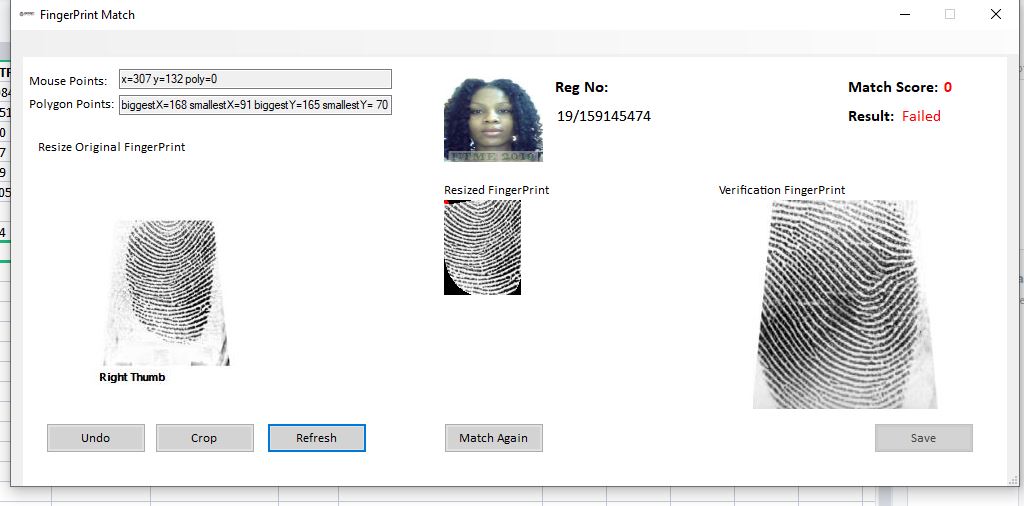 FingerPrint Match
Mouse Points:
x=307 y=132 poly=0
Polygon Points:
biggestX=168 smallestX=91 biggestY=165 smallestY= 70
Resize Original FingerPrint
Right Thumb
Undo
Crop
Refresh
Reg No:
19/159145474
Match Score: 0
Result: Failed
Resized FingerPrint
Verification FingerPrint
Match Again
Save